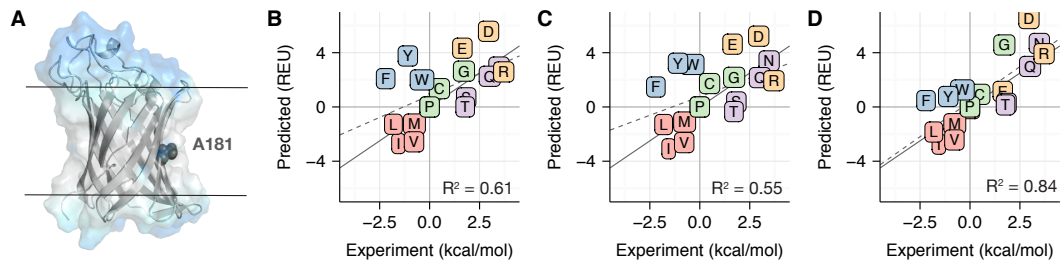 A
A181
B
Predicted (REU)
4
0
−4
D
E
Y
G
F
W
Q
R
C
S
T
P
L
M
I
V
R² = 0.61
−2.5
0.0
2.5
Experiment (kcal/mol)
C
Predicted (REU)
4
0
−4
D
E
Y
W
N
G
Q
R
F
C
S
T
P
L
M
I
V
R² = 0.55
−2.5
0.0
2.5
Experiment (kcal/mol)
D
Predicted (REU)
4
0
−4
D
G
N
R
Q
F
Y
W
C
E
T
P
L
M
I
V
R² = 0.84
−2.5
0.0
2.5
Experiment (kcal/mol)